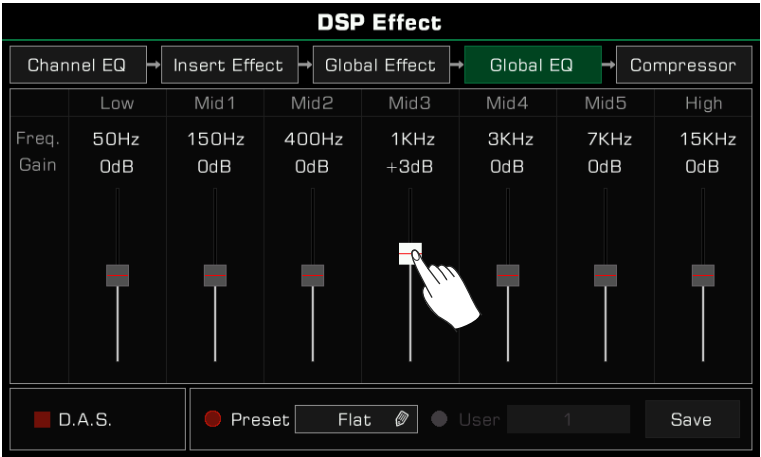 DSP Effect
Channel EQ Insert Effect Global Effect Global EQ Compressor
Low Mid1 Mid2 Mid3 Mid4 Mid5 High
Freq. 50Hz 150Hz 400Hz 1KHz 3KHz 7KHz 15KHz
Gain 0dB 0dB 0dB +3dB 0dB 0dB 0dB
D.A.S. Preset Flat User 1 Save